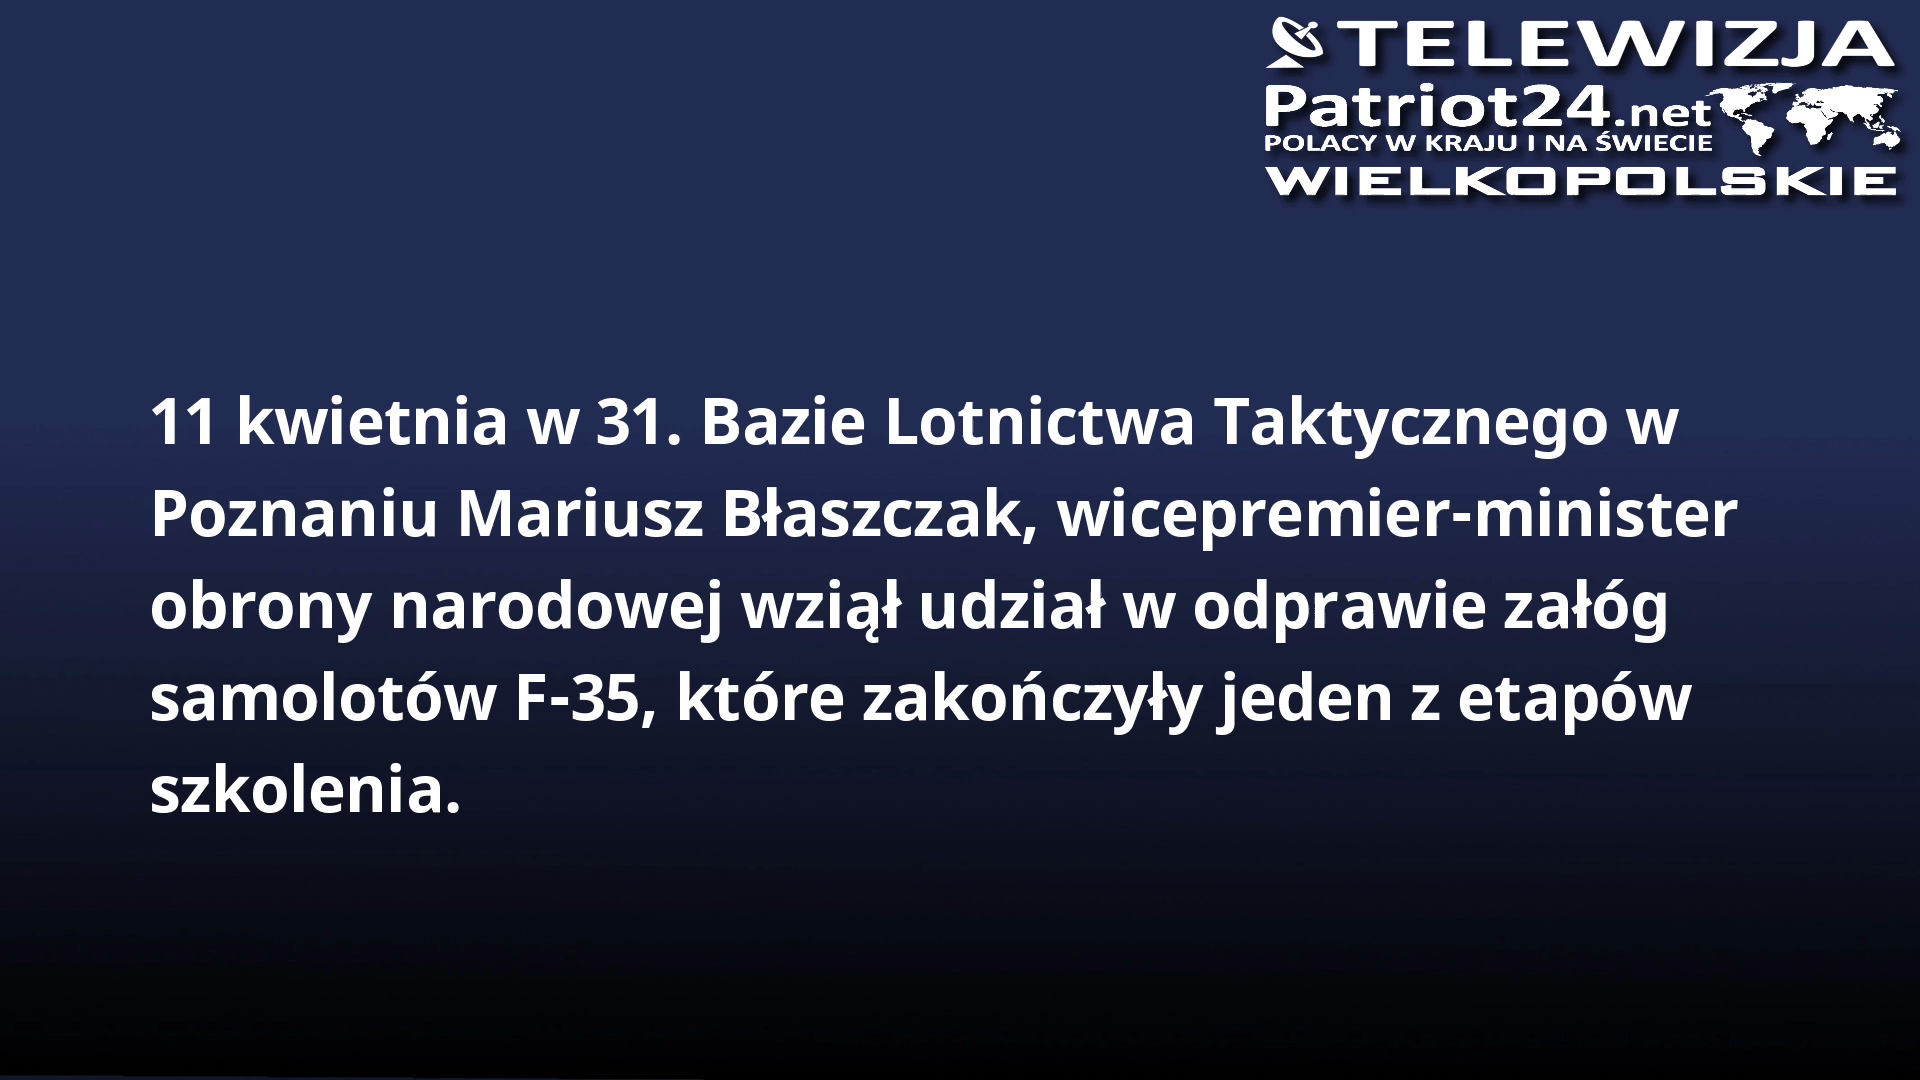 TELEWIZJA
Patriot24.net
POLACY W KRAJU I NA ŚWIECIE
WIELKOPOLSKIE
11 kwietnia w 31. Bazie Lotnictwa Taktycznego w
Poznaniu Mariusz Błaszczak, wicepremier-minister
obrony narodowej wziął udział w odprawie załóg
samolotów F-35, które zakończyły jeden z etapów
szkolenia.